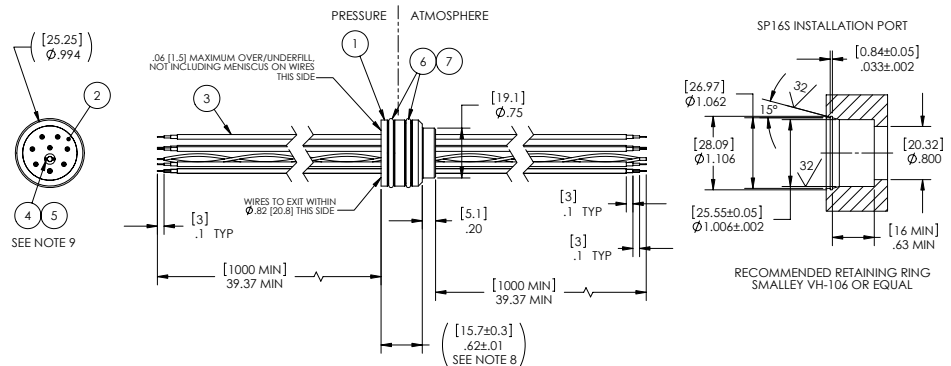 PRESSURE
ATMOSPHERE
SP16S INSTALLATION PORT
[25.25]
Ø.994
1
6
7
2
3
.06 [1.5] MAXIMUM OVER/UNDERFILL,
NOT INCLUDING MENISCUS ON WIRES
THIS SIDE
[19.1]
Ø.75
[0.84±0.05]
.033±.002
[26.97]
Ø1.062
32
15°
[28.09]
Ø1.106
[20.32]
Ø.800
32
4
5
SEE NOTE 9
WIRES TO EXIT WITHIN
Ø.82 [20.8] THIS SIDE
[3]
.1 TYP
[5.1]
.20
[3]
.1 TYP
[3]
.1 TYP
[25.55±0.05]
Ø1.006±.002
[16 MIN]
.63 MIN
[1000 MIN]
39.37 MIN
[1000 MIN]
39.37 MIN
RECOMMENDED RETAINING RING
SMALLEY VH-106 OR EQUAL
[15.7±0.3]
.62±.01
SEE NOTE 8